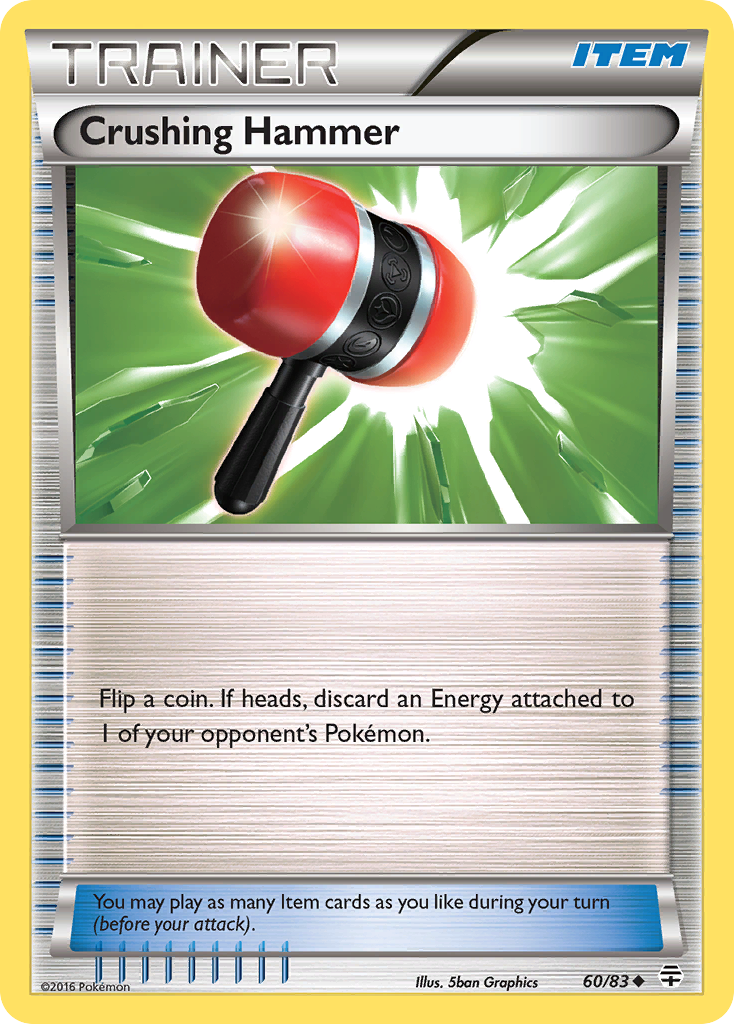 TRAINER
ITEM
Crushing Hammer
Flip a coin. If heads, discard an Energy attached to
1 of your opponent's Pokémon.
You may play as many Item cards as you like during your turn
(before your attack).
©2016 Pokémon
Illus. 5ban Graphics
60/83